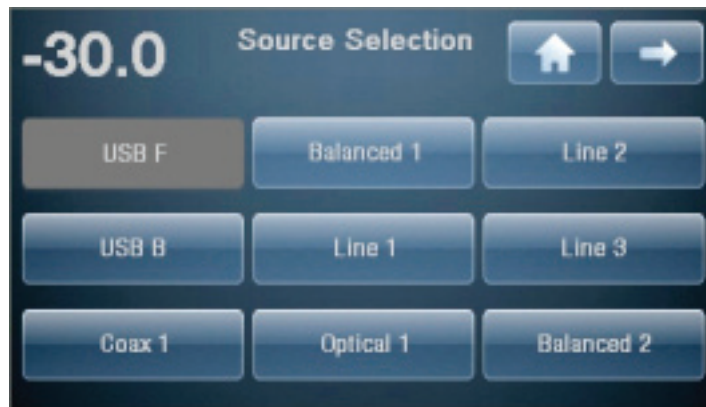 -30.0
Source Selection
USB F
Balanced 1
Line 2
USB B
Line 1
Line 3
Coax 1
Optical 1
Balanced 2